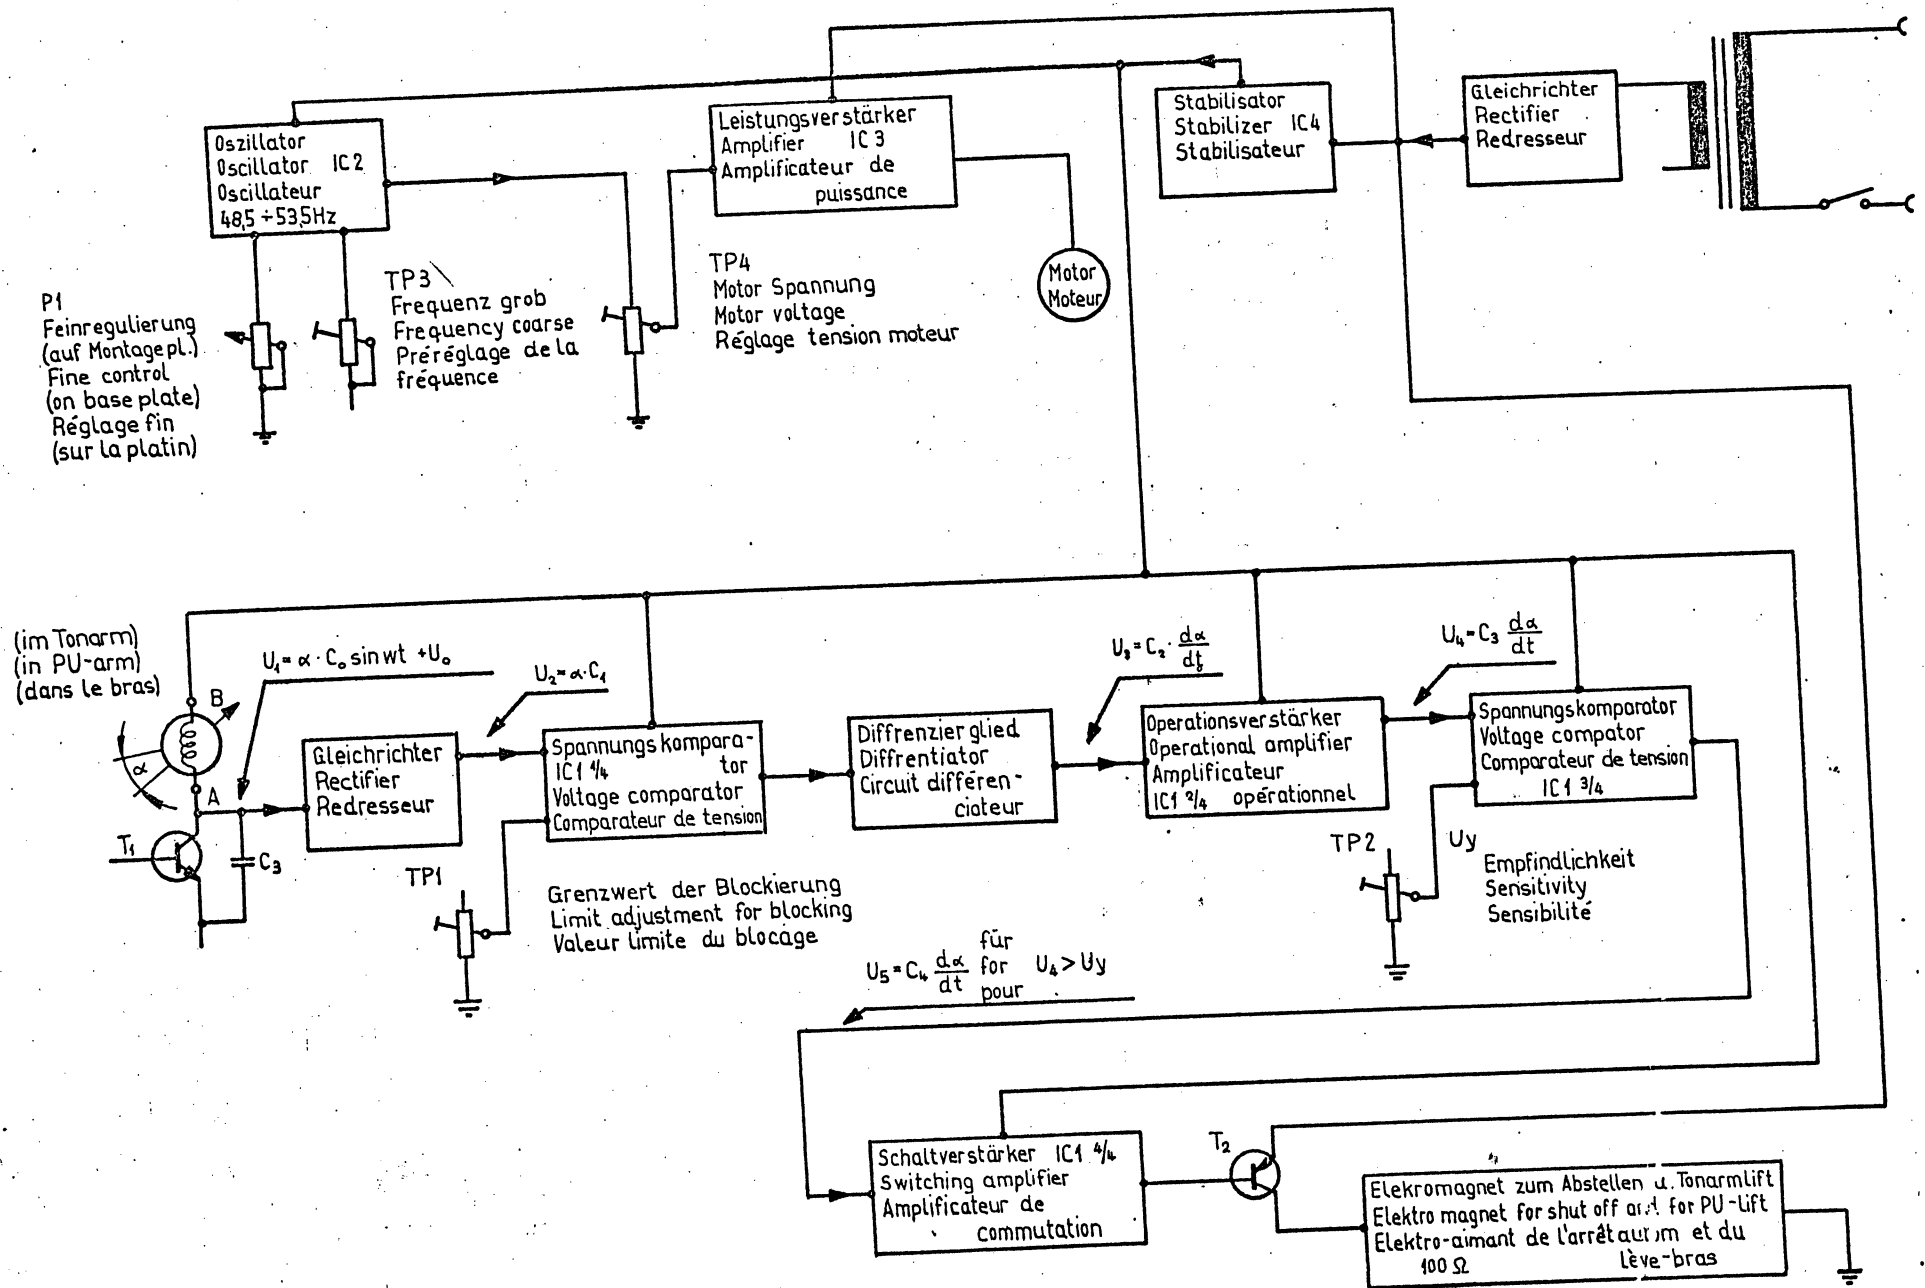 Oszillator
Oscillator IC2
Oscillateur
48,5 ÷ 53,5Hz
Leistungsverstärker
Amplifier IC 3
Amplificateur de
puissance
Stabilisator
Stabilizer IC4
Stabilisateur
Gleichrichter
Rectifier
Redresseur
P1
Feinregulierung
(auf Montagepl.)
Fine control
(on base plate)
Réglage fin
(sur la platin)
TP3
Frequenz grob
Frequency coarse
Préréglage de la
fréquence
TP4
Motor Spannung
Motor voltage
Réglage tension moteur
Motor
Moteur
(im Tonarm)
(in PU-arm)
(dans le bras)
B
α
A
T1
C3
U1 = α · C0 sin wt + U0
Gleichrichter
Rectifier
Redresseur
U2 = α · C1
Spannungskompara-
IC1 1/4 tor
Voltage comparator
Comparateur de tension
TP1
Grenzwert der Blockierung
Limit adjustment for blocking
Valeur limite du blocage
Diffrenzierglied
Diffrentiator
Circuit différen-
ciateur
U3 = C2 · dα/dt
Operationsverstärker
Operational amplifier
Amplificateur
IC1 2/4 opérationnel
U4 = C3 dα/dt
Spannungskomparator
Voltage compator
Comparateur de tension
IC1 3/4
TP2
Uy
Empfindlichkeit
Sensitivity
Sensibilité
für
U5 = C4 dα/dt for U4 > Uy
pour
Schaltverstärker IC1 4/4
Switching amplifier
Amplificateur de
commutation
T2
Elekromagnet zum Abstellen u. Tonarmlift
Elektro magnet for shut off and for PU-lift
Elektro-aimant de l'arrêt autom et du
100 Ω Lève-bras